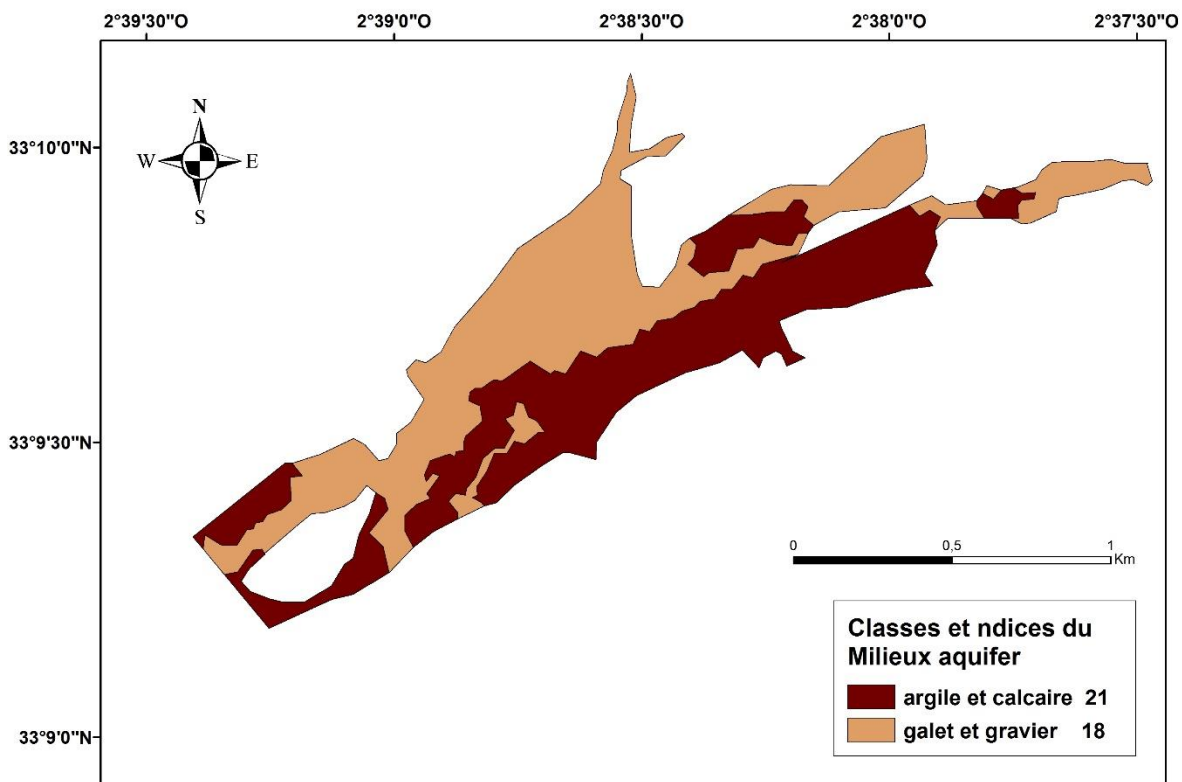 2°39'30"O 2°39'0"O 2°38'30"O 2°38'0"O 2°37'30"O
N
W E
S
33°10'0"N
33°9'30"N
33°9'0"N
0 0,5 1
Km
Classes et ndices du
Milieux aquifer
argile et calcaire 21
galet et gravier 18